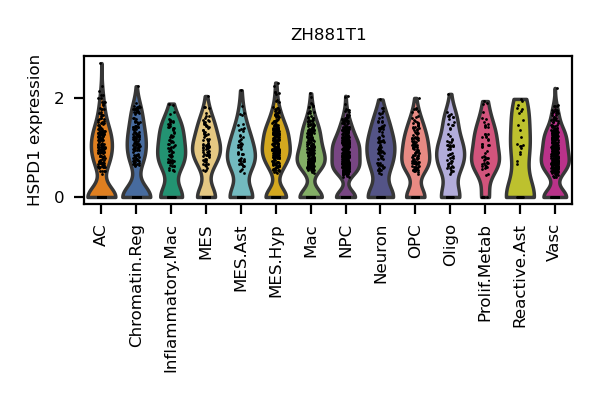 ZH881T1
HSPD1 expression
2
0
AC
Chromatin.Reg
Inflammatory.Mac
MES
MES.Ast
MES.Hyp
Mac
NPC
Neuron
OPC
Oligo
Prolif.Metab
Reactive.Ast
Vasc